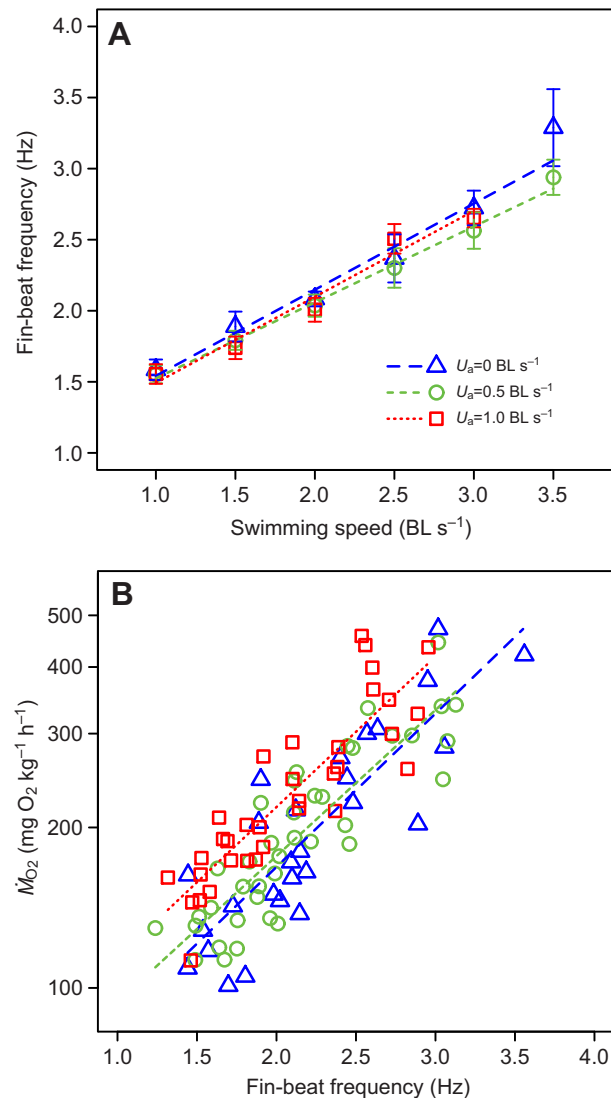 A
4.0
3.5
3.0
2.5
2.0
1.5
1.0
Fin-beat frequency (Hz)
Uₐ=0 BL s⁻¹
Uₐ=0.5 BL s⁻¹
Uₐ=1.0 BL s⁻¹
1.0 1.5 2.0 2.5 3.0 3.5
Swimming speed (BL s⁻¹)
B
500
400
300
200
100
Ṁ_O₂ (mg O₂ kg⁻¹ h⁻¹)
1.0 1.5 2.0 2.5 3.0 3.5 4.0
Fin-beat frequency (Hz)